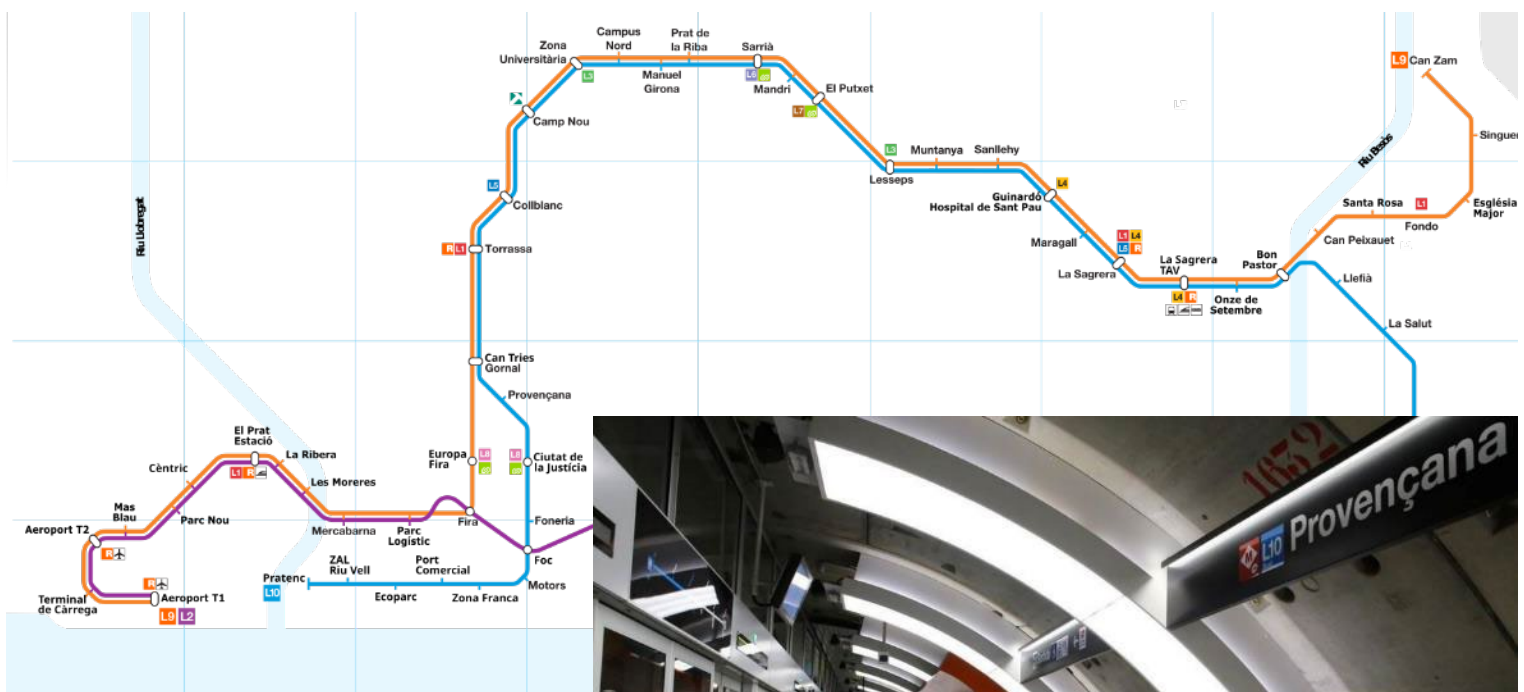 Zona
Universitària
L3
Campus
Nord
Manuel
Girona
Prat de
la Riba
Sarrià
L6
Mandri
El Putxet
L7
L3
Lesseps
Muntanya
Sanllehy
L4
Guinardó
Hospital de Sant Pau
Maragall
L1 L4
L5 R
La Sagrera
La Sagrera
TAV
L4 R
Onze de
Setembre
Bon
Pastor
Riu Besòs
L9 Can Zam
Singuer
Església
Major
L1
Fondo
Santa Rosa
Can Peixauet
Llefià
La Salut
Camp Nou
L5
Collblanc
R L1 Torrassa
Riu Llobregat
Can Tries
Gornal
Provençana
Europa
Fira
L8
L8
Ciutat de
la Justícia
Foneria
Fira
Foc
Motors
Zona Franca
Port
Comercial
Ecoparc
ZAL
Riu Vell
Pratenc
L10
Parc
Logístic
Mercabarna
Les Moreres
La Ribera
El Prat
Estació
L1 R
Cèntric
Parc Nou
Mas
Blau
Aeroport T2
R
Terminal
de Càrrega
R
Aeroport T1
L9 L2
1632
M L10 Provençana